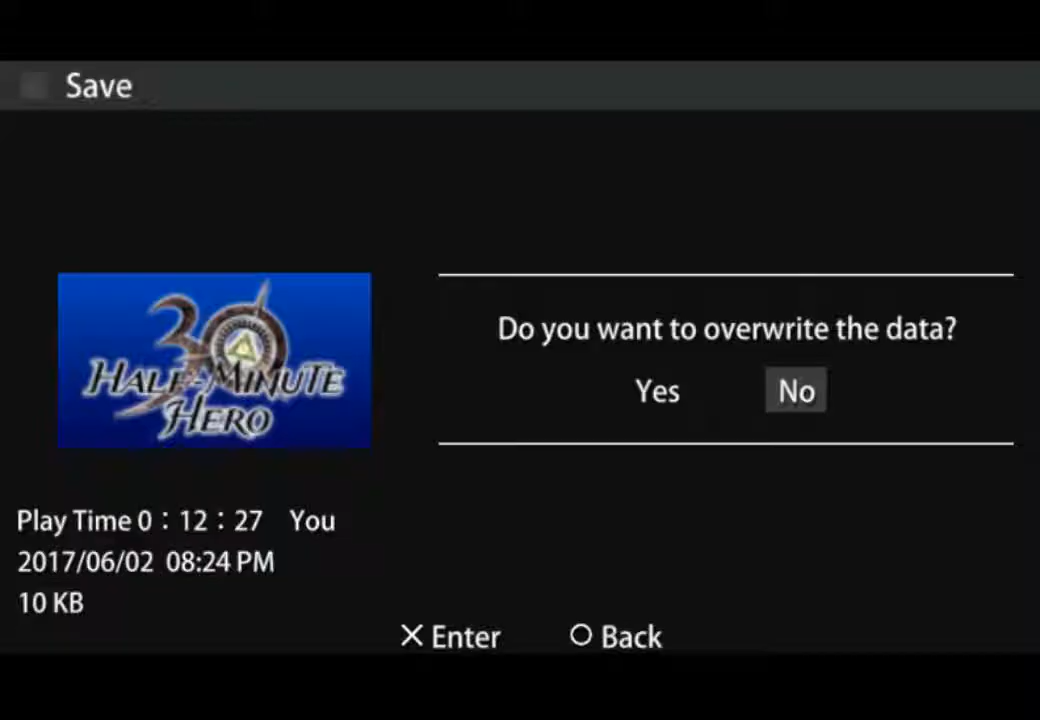 Save
30
HALF-MINUTE
HERO
Do you want to overwrite the data?
Yes No
Play Time 0 : 12 : 27 You
2017/06/02 08:24 PM
10 KB
× Enter ○ Back